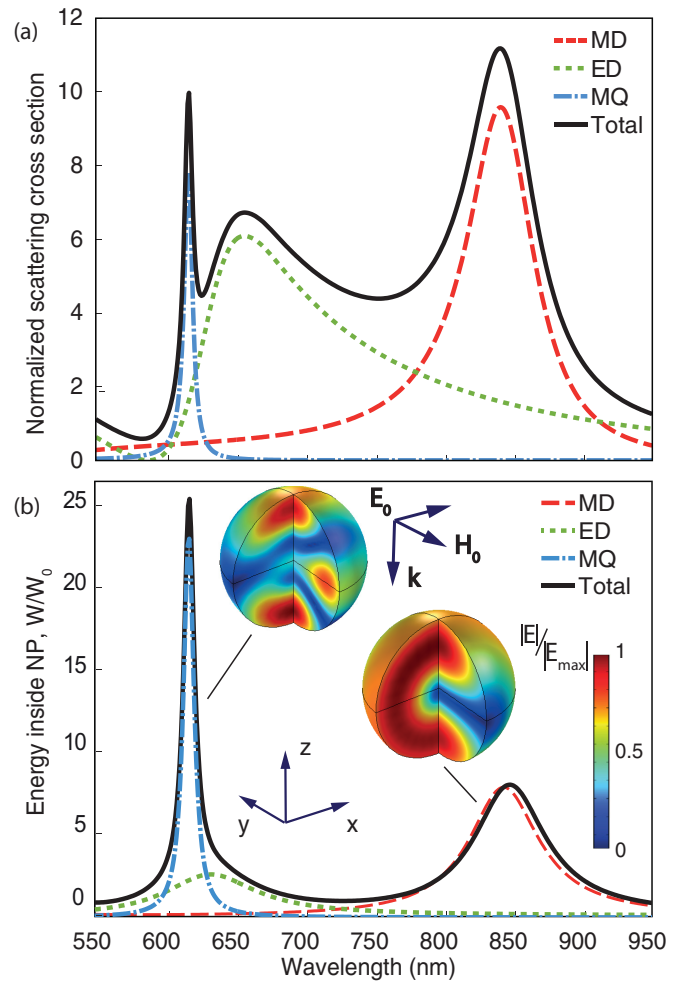 (a)
Normalized scattering cross section
12
10
8
6
4
2
0
MD
ED
MQ
Total
(b)
Energy inside NP, W/W₀
25
20
15
10
5
0
E₀
H₀
k
MD
ED
MQ
Total
|E|/|Eₘₐₓ|
1
0.5
0
z
y
x
550 600 650 700 750 800 850 900 950
Wavelength (nm)